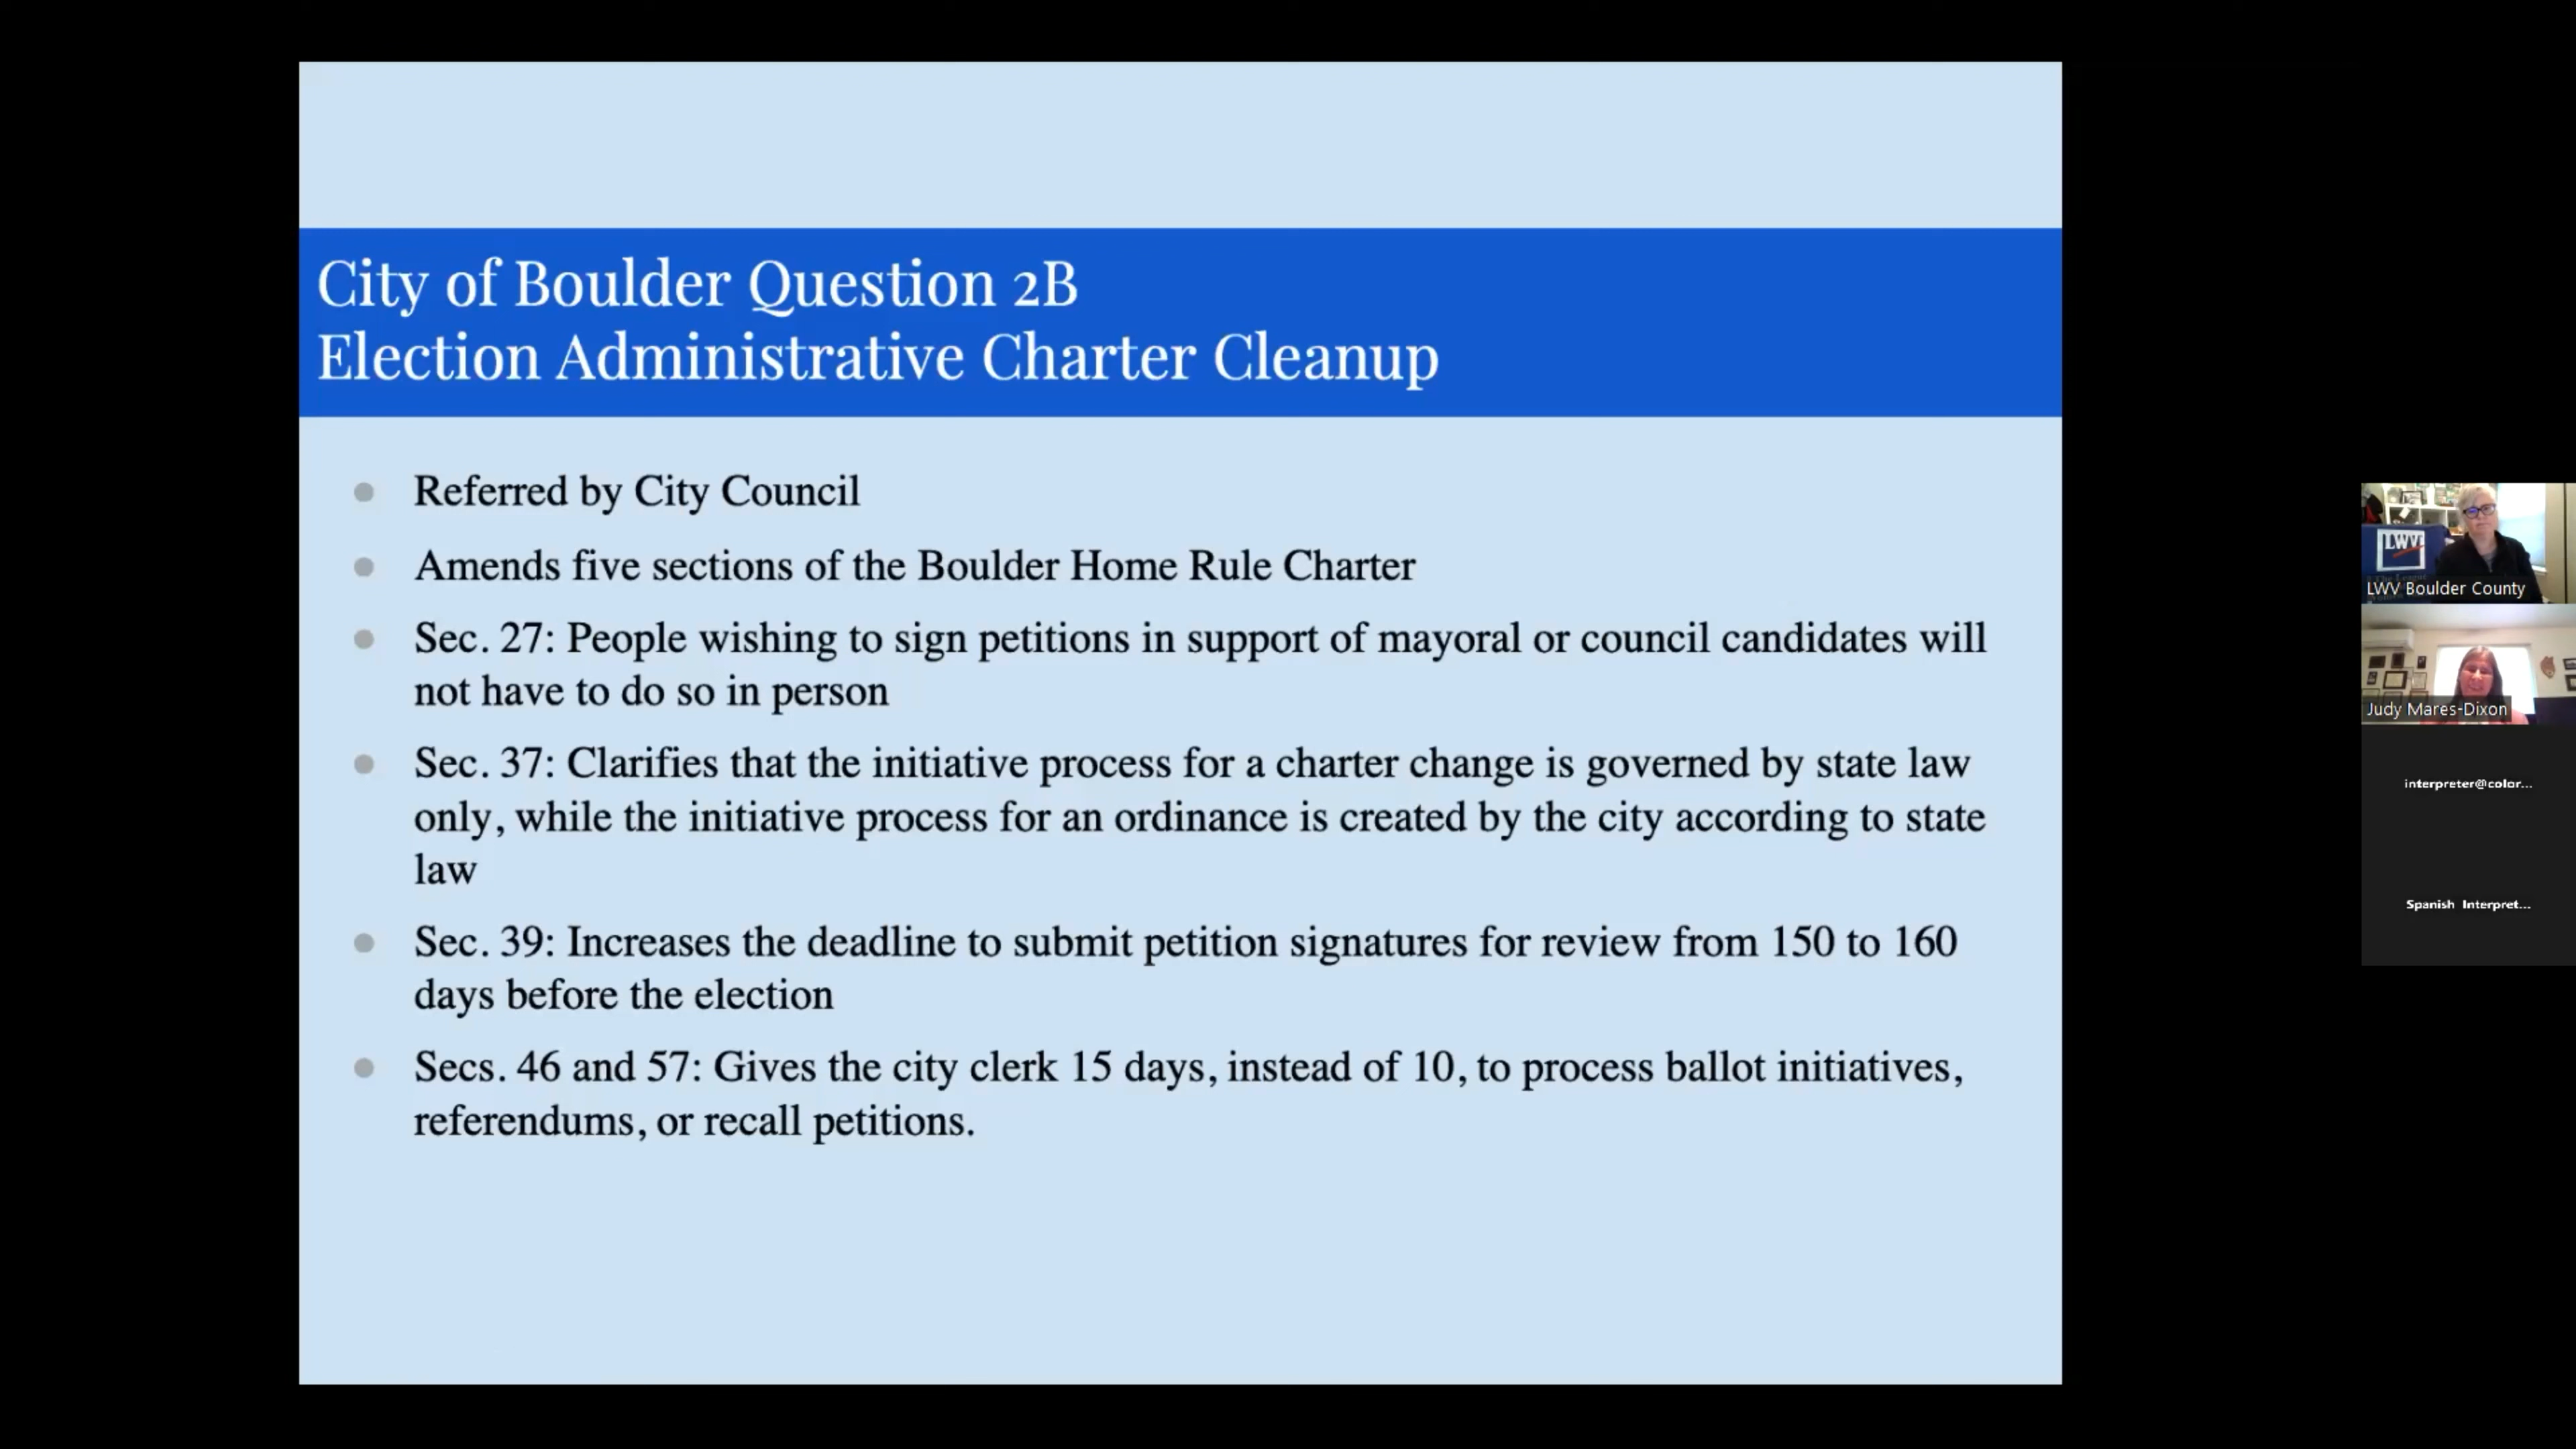 City of Boulder Question 2B
Election Administrative Charter Cleanup
Referred by City Council
Amends five sections of the Boulder Home Rule Charter
Sec. 27: People wishing to sign petitions in support of mayoral or council candidates will
not have to do so in person
Sec. 37: Clarifies that the initiative process for a charter change is governed by state law
only, while the initiative process for an ordinance is created by the city according to state
law
Sec. 39: Increases the deadline to submit petition signatures for review from 150 to 160
days before the election
Secs. 46 and 57: Gives the city clerk 15 days, instead of 10, to process ballot initiatives,
referendums, or recall petitions.
LWV
LWV Boulder County
Judy Mares-Dixon
interpreter@color...
Spanish Interpret...